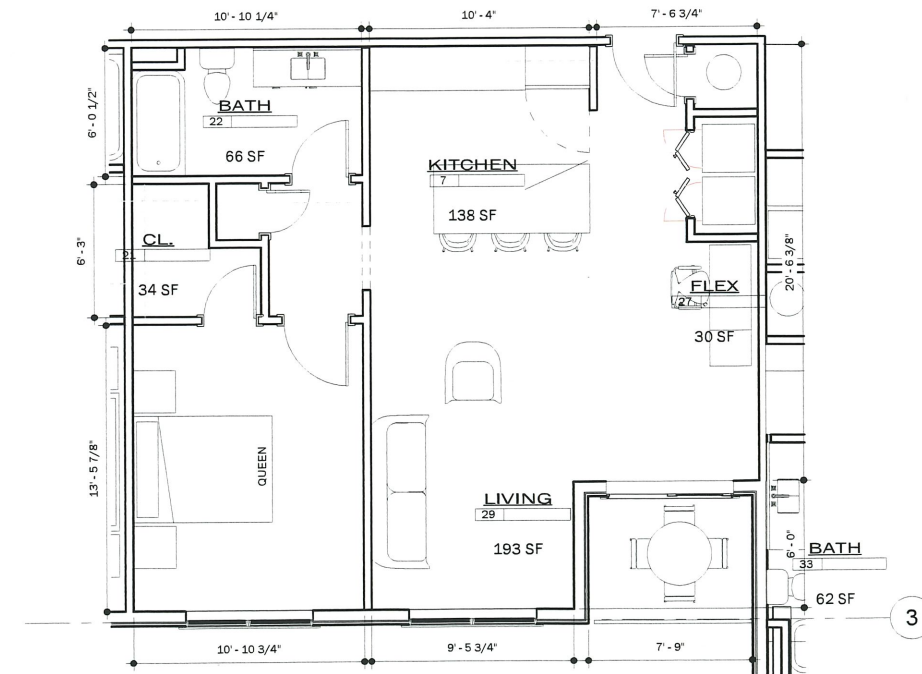 10' - 10 1/4"
10' - 4"
7' - 6 3/4"
6' - 0 1/2"
BATH
22
66 SF
KITCHEN
7
138 SF
6' - 3"
CL.
21
34 SF
20' - 6 3/8"
FLEX
27
30 SF
13' - 5 7/8"
QUEEN
LIVING
29
193 SF
6' - 0"
BATH
33
62 SF
3
10' - 10 3/4"
9' - 5 3/4"
7' - 9"